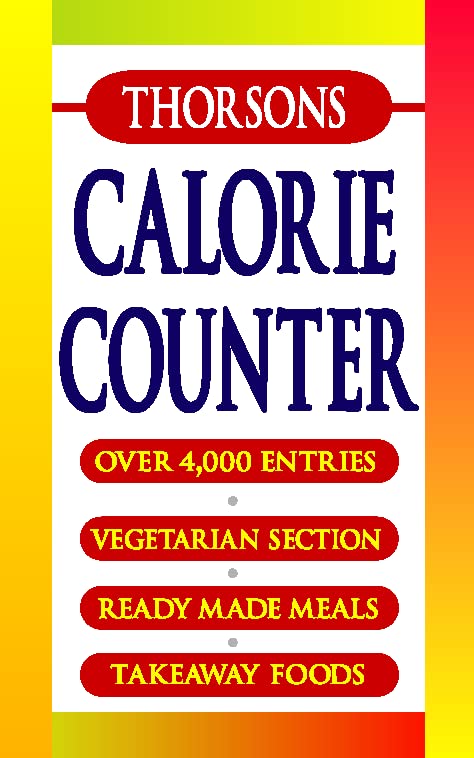 THORSONS
CALORIE
COUNTER
OVER 4,000 ENTRIES
VEGETARIAN SECTION
READY MADE MEALS
TAKEAWAY FOODS